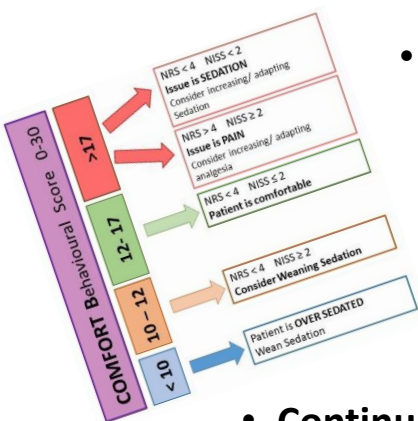 COMFORT Behavioural Score 0-30
>17
NRS < 4 NISS < 2
Issue is SEDATION
Consider increasing/ adapting
Sedation
NRS > 4 NISS ≥ 2
Issue is PAIN
Consider increasing/ adapting
analgesia
12- 17
NRS < 4 NISS ≤ 2
Patient is comfortable
10 – 12
NRS < 4 NISS ≥ 2
Consider Weaning Sedation
<10
Patient is OVER SEDATED
Wean Sedation
•
• Continu